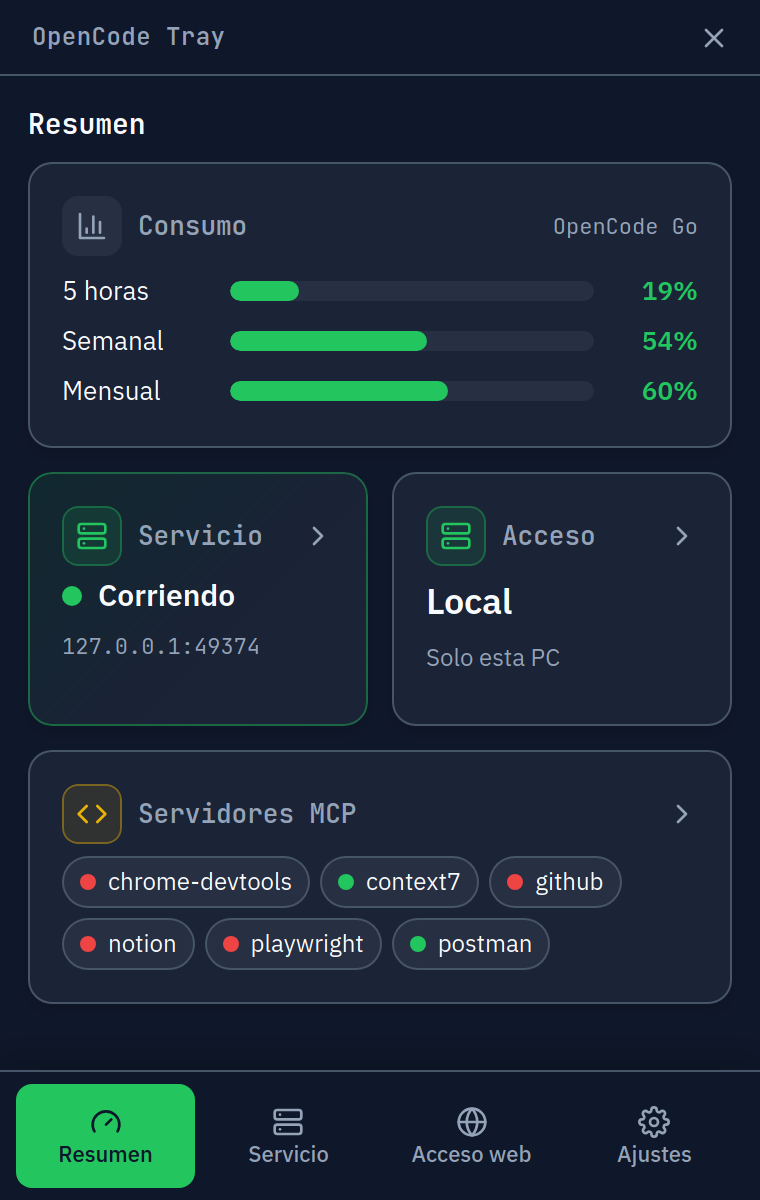 OpenCode Tray
Resumen
Consumo
OpenCode Go
5 horas 19%
Semanal 54%
Mensual 60%
Servicio
Corriendo
127.0.0.1:49374
Acceso
Local
Solo esta PC
Servidores MCP
chrome-devtools context7 github
notion playwright postman
Resumen Servicio Acceso web Ajustes